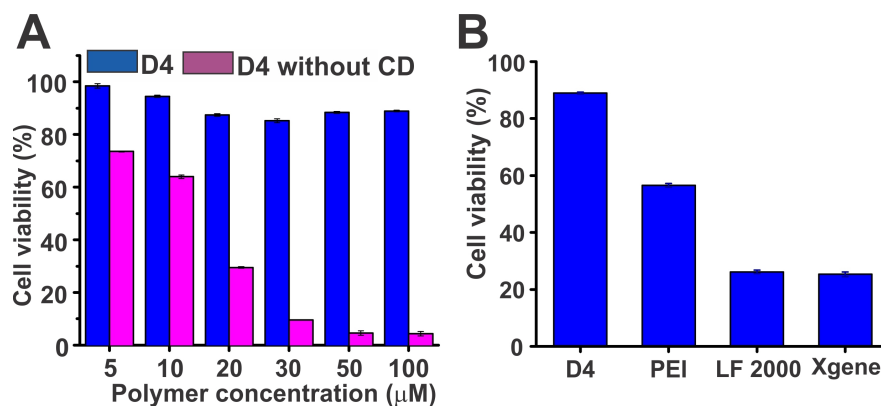 A
D4 D4 without CD
100
80
60
40
20
0
Cell viability (%)
5 10 20 30 50 100
Polymer concentration (μM)
B
100
80
60
40
20
0
Cell viability (%)
D4 PEI LF 2000 Xgene